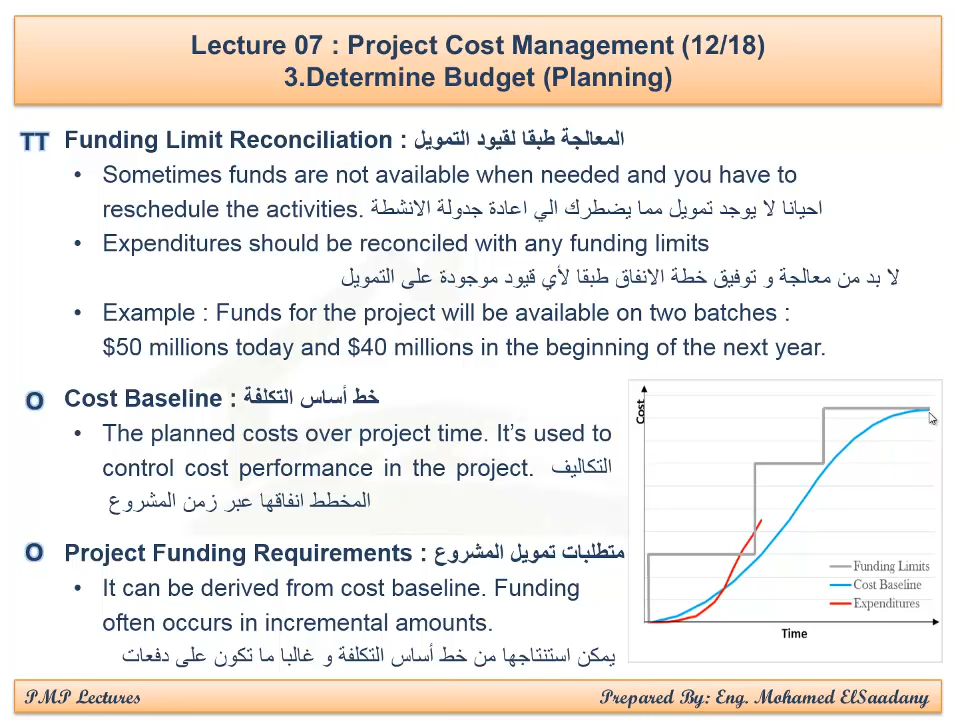 Lecture 07 : Project Cost Management (12/18)
3.Determine Budget (Planning)
TT Funding Limit Reconciliation : المعالجة طبقا لقيود التمويل
• Sometimes funds are not available when needed and you have to
reschedule the activities. احيانا لا يوجد تمويل مما يضطرك الي اعادة جدولة الانشطة
• Expenditures should be reconciled with any funding limits
لا بد من معالجة و توفيق خطة الانفاق طبقا لأي قيود موجودة على التمويل
• Example : Funds for the project will be available on two batches :
$50 millions today and $40 millions in the beginning of the next year.
O Cost Baseline : خط أساس التكلفة
• The planned costs over project time. It’s used to
control cost performance in the project. التكاليف
المخطط انفاقها عبر زمن المشروع
O Project Funding Requirements : متطلبات تمويل المشروع
• It can be derived from cost baseline. Funding
often occurs in incremental amounts.
يمكن استنتاجها من خط أساس التكلفة و غالبا ما تكون على دفعات
Cost
Funding Limits
Cost Baseline
Expenditures
Time
PMP Lectures
Prepared By: Eng. Mohamed ElSaadany